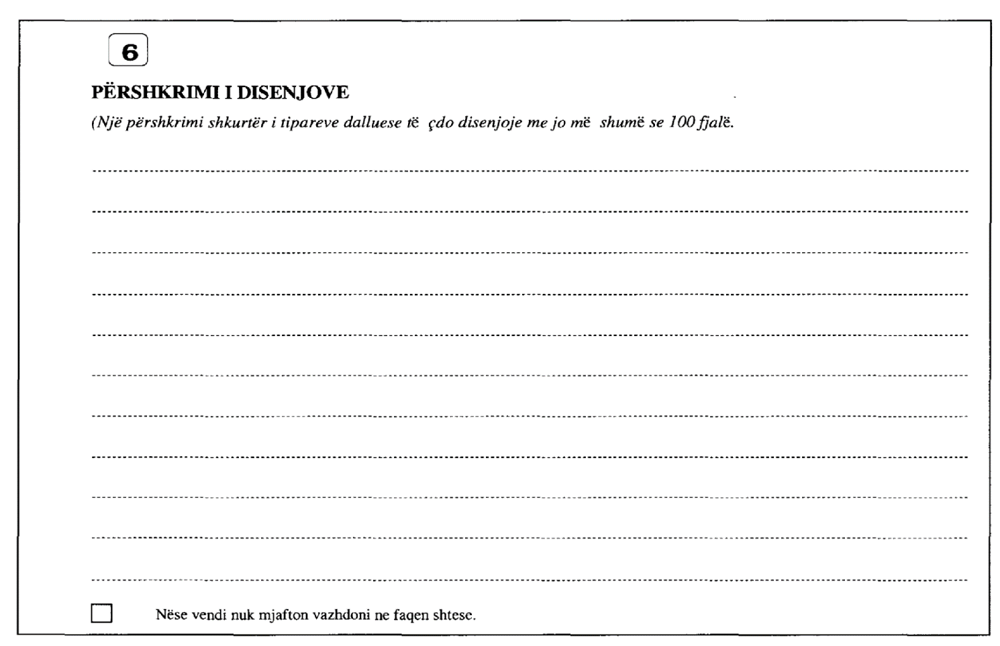 6
PËRSHKRIMI I DISENJOVE
(Një përshkrimi shkurtër i tipareve dalluese të çdo disenjoje me jo më shumë se 100 fjalë.
Nëse vendi nuk mjafton vazhdoni ne faqen shtese.